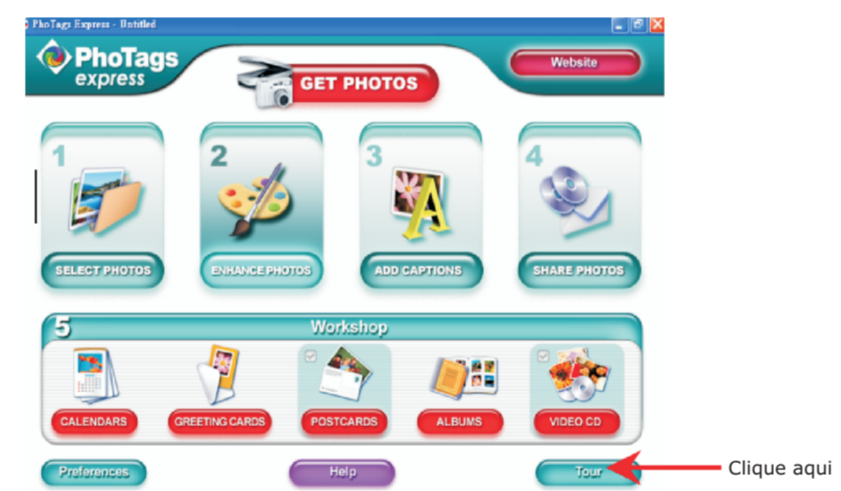 PhoTags Express - Untitled
PhoTags
express
GET PHOTOS
Website
1
2
3
4
SELECT PHOTOS
ENHANCE PHOTOS
ADD CAPTIONS
SHARE PHOTOS
5
Workshop
CALENDARS
GREETING CARDS
POSTCARDS
ALBUMS
VIDEO CD
Preferences
Help
Tour
Clique aqui